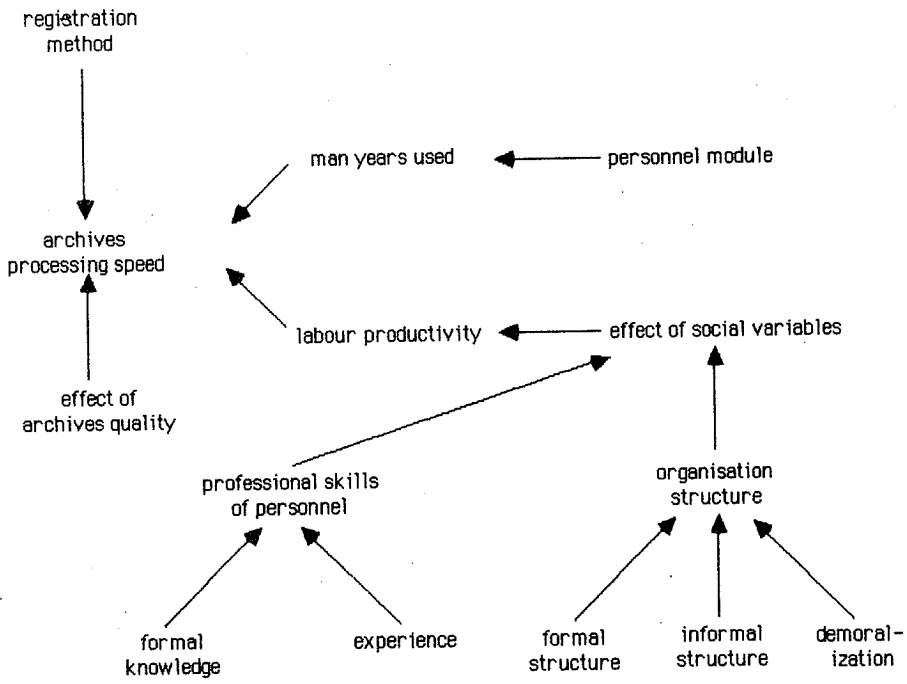 registration
method
man years used
personnel module
archives
processing speed
labour productivity
effect of social variables
effect of
archives quality
professional skills
of personnel
organisation
structure
formal
knowledge
experience
formal
structure
informal
structure
demoral-
ization